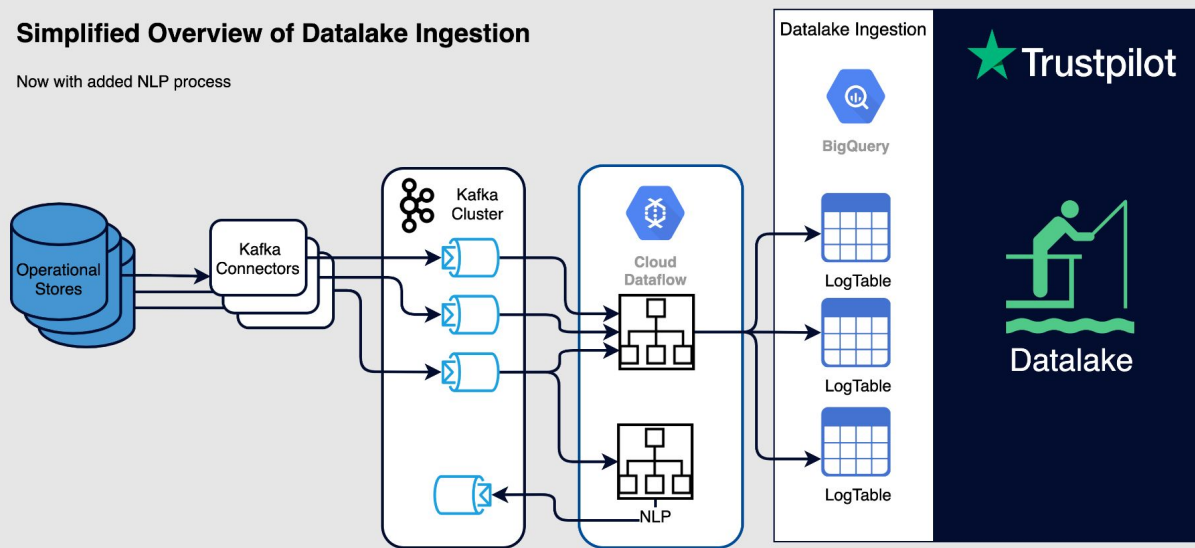 Simplified Overview of Datalake Ingestion
Now with added NLP process
Operational
Stores
Kafka
Connectors
Kafka
Cluster
Cloud
Dataflow
NLP
Datalake Ingestion
BigQuery
LogTable
LogTable
LogTable
Trustpilot
Datalake